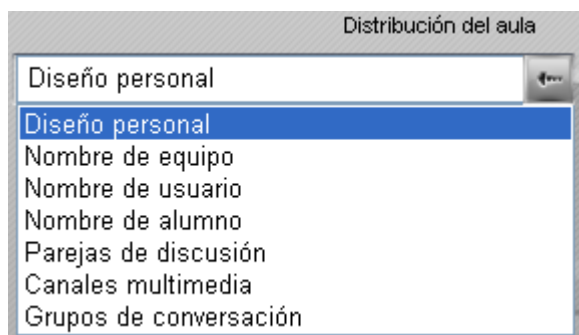 Distribución del aula
Diseño personal
Diseño personal
Nombre de equipo
Nombre de usuario
Nombre de alumno
Parejas de discusión
Canales multimedia
Grupos de conversación